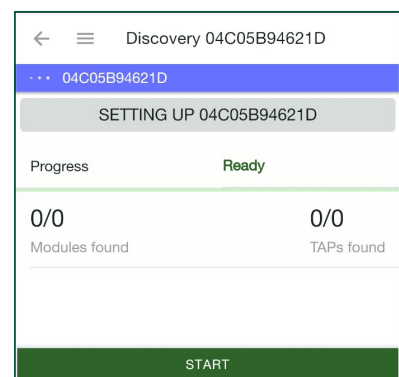 Discovery 04C05B94621D
··· 04C05B94621D
SETTING UP 04C05B94621D
Progress Ready
0/0 0/0
Modules found TAPs found
START